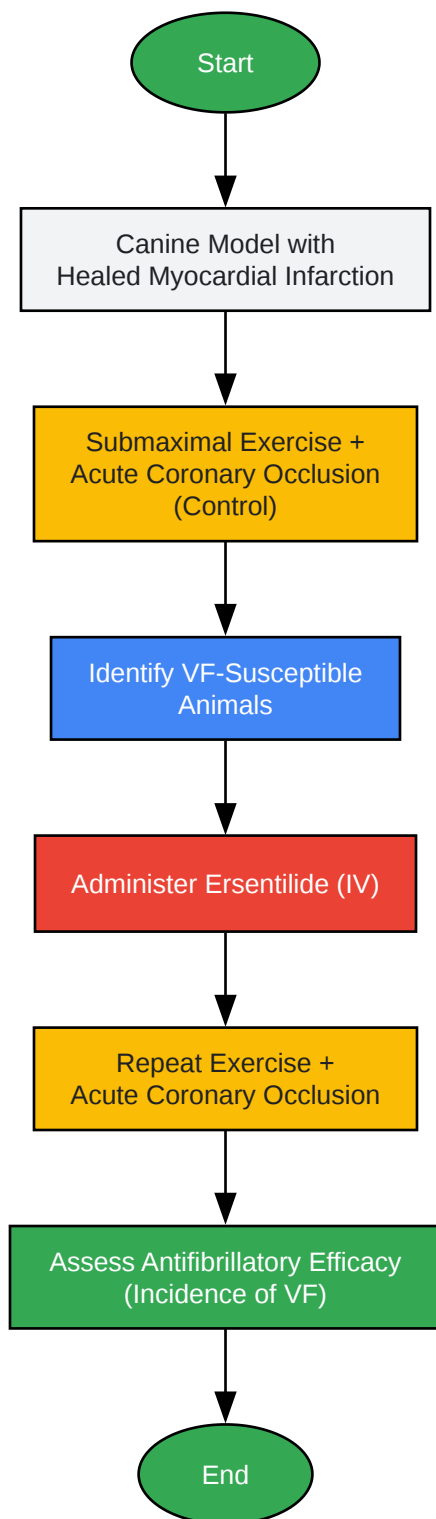 Start
Canine Model with
Healed Myocardial Infarction
Submaximal Exercise +
Acute Coronary Occlusion
(Control)
Identify VF-Susceptible
Animals
Administer Ersentilide (IV)
Repeat Exercise +
Acute Coronary Occlusion
Assess Antifibrillatory Efficacy
(Incidence of VF)
End